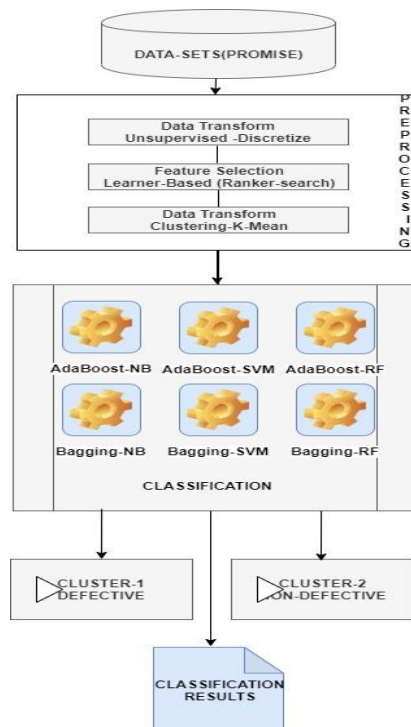 DATA-SETS(PROMISE)
PREPROCESSING
Data Transform
Unsupervised -Discretize
Feature Selection
Learner-Based (Ranker-search)
Data Transform
Clustering-K-Mean
AdaBoost-NB
AdaBoost-SVM
AdaBoost-RF
Bagging-NB
Bagging-SVM
Bagging-RF
CLASSIFICATION
CLUSTER-1
DEFECTIVE
CLUSTER-2
NON-DEFECTIVE
CLASSIFICATION
RESULTS